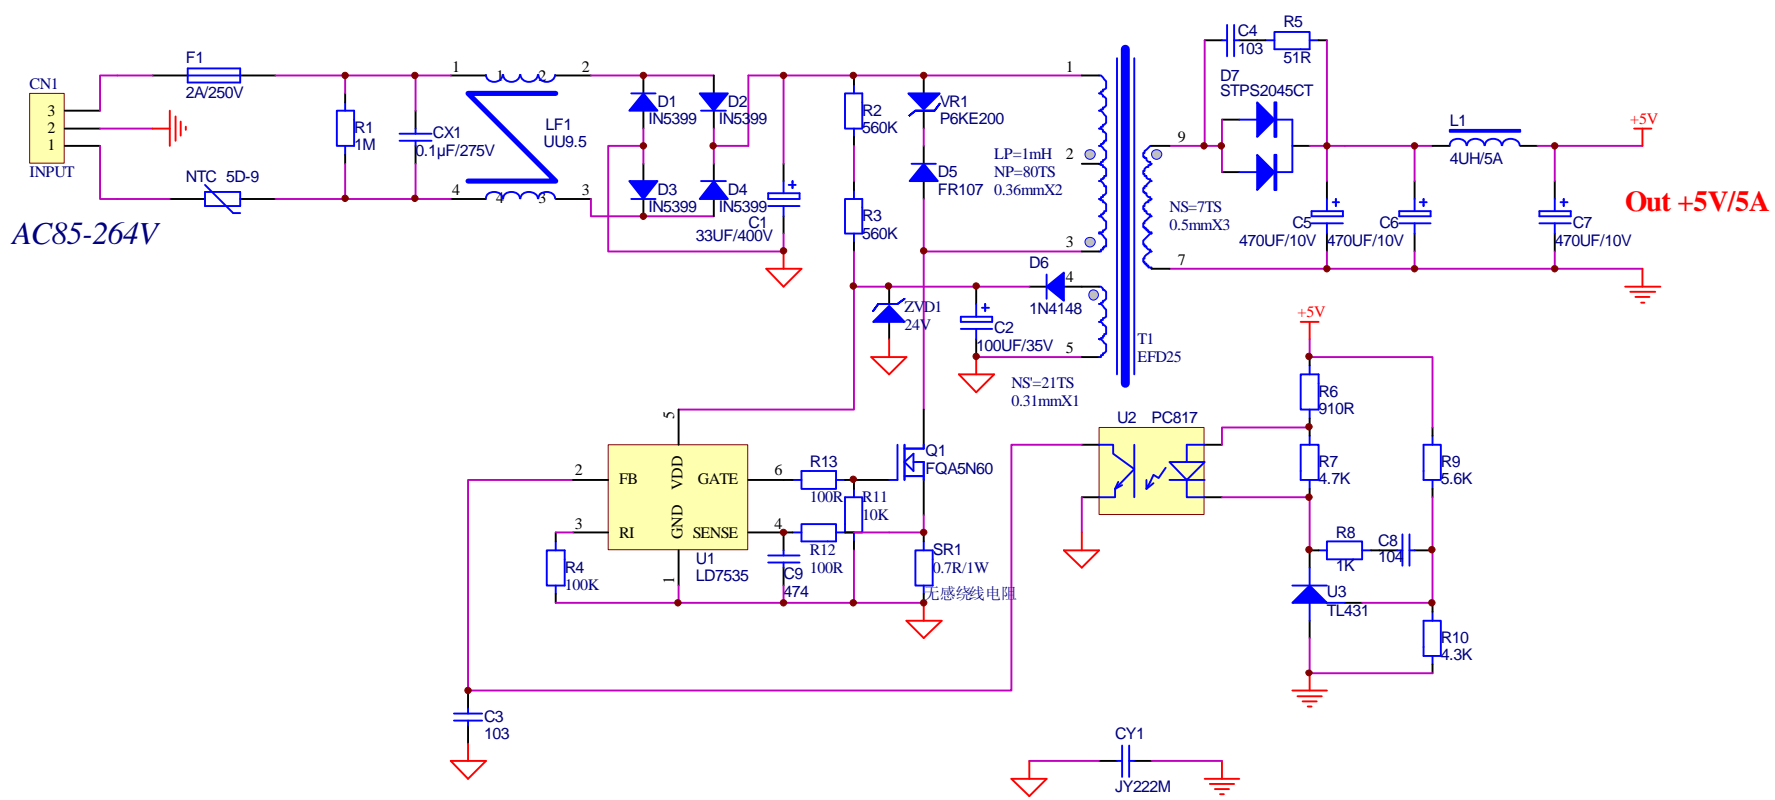 CN1
3
2
1
INPUT
AC85-264V
F1
2A/250V
NTC 5D-9
R1
1M
CX1
0.1µF/275V
1
1 2
2
LF1
UU9.5
4
4 3
3
D1
IN5399
D2
IN5399
D3
IN5399
D4
IN5399
C1
33UF/400V
R2
560K
R3
560K
VR1
P6KE200
D5
FR107
1
2
3
LP=1mH
NP=80TS
0.36mmX2
D6
1N4148
4
5
ZVD1
24V
C2
100UF/35V
NS'=21TS
0.31mmX1
T1
EFD25
9
7
NS=7TS
0.5mmX3
C4
103
R5
51R
D7
STPS2045CT
C5
470UF/10V
C6
470UF/10V
L1
4UH/5A
C7
470UF/10V
+5V
Out +5V/5A
5
2
FB
VDD
GATE
6
3
RI
GND
SENSE
4
1
U1
LD7535
R4
100K
R13
100R
R11
10K
R12
100R
C9
474
Q1
FQA5N60
SR1
0.7R/1W
无感绕线电阻
U2
PC817
+5V
R6
910R
R7
4.7K
R9
5.6K
R8
1K
C8
104
U3
TL431
R10
4.3K
C3
103
CY1
JY222M